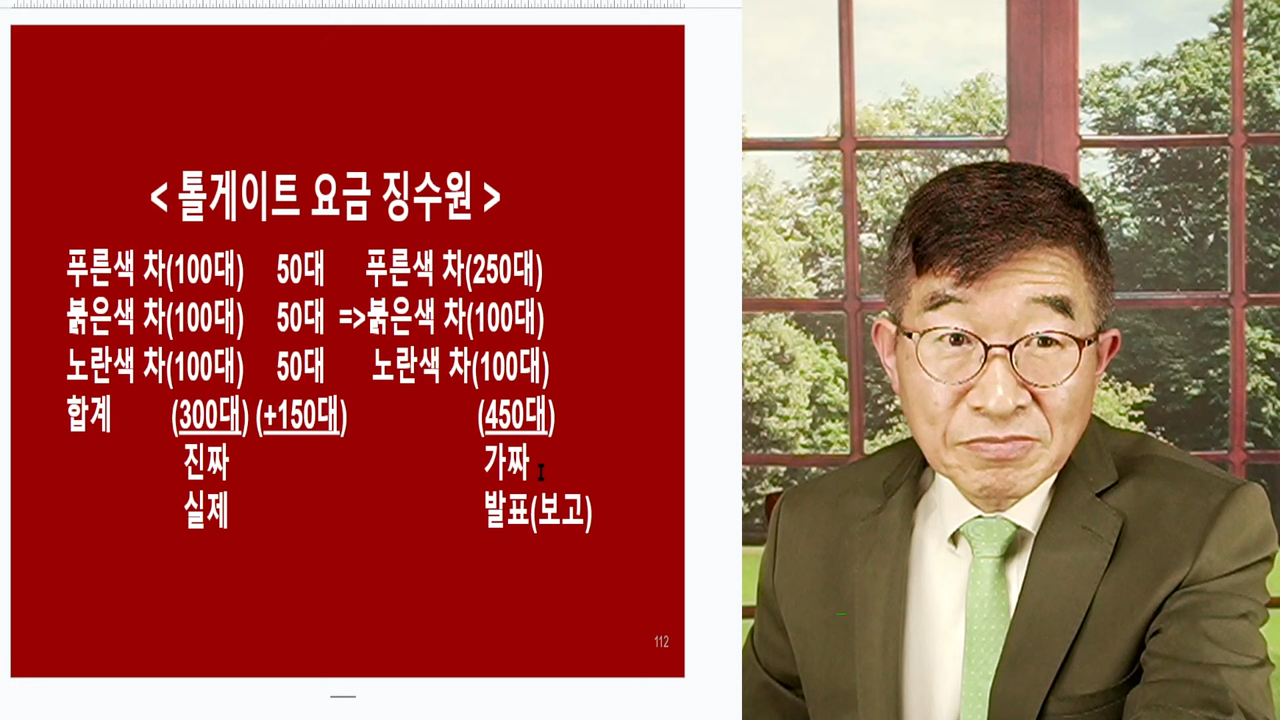 < 톨게이트 요금 징수원 >
푸른색 차(100대) 50대 푸른색 차(250대)
붉은색 차(100대) 50대 =>붉은색 차(100대)
노란색 차(100대) 50대 노란색 차(100대)
합계 (300대) (+150대) (450대)
진짜 가짜
실제 발표(보고)
112